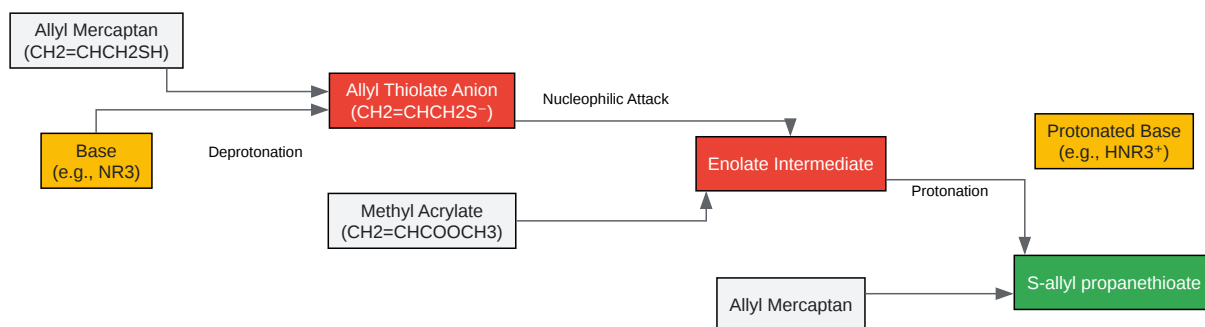 Allyl Mercaptan
(CH2=CHCH2SH)
Allyl Thiolate Anion
(CH2=CHCH2S⁻)
Nucleophilic Attack
Base
(e.g., NR3)
Deprotonation
Protonated Base
(e.g., HNR3⁺)
Enolate Intermediate
Protonation
Methyl Acrylate
(CH2=CHCOOCH3)
S-allyl propanethioate
Allyl Mercaptan